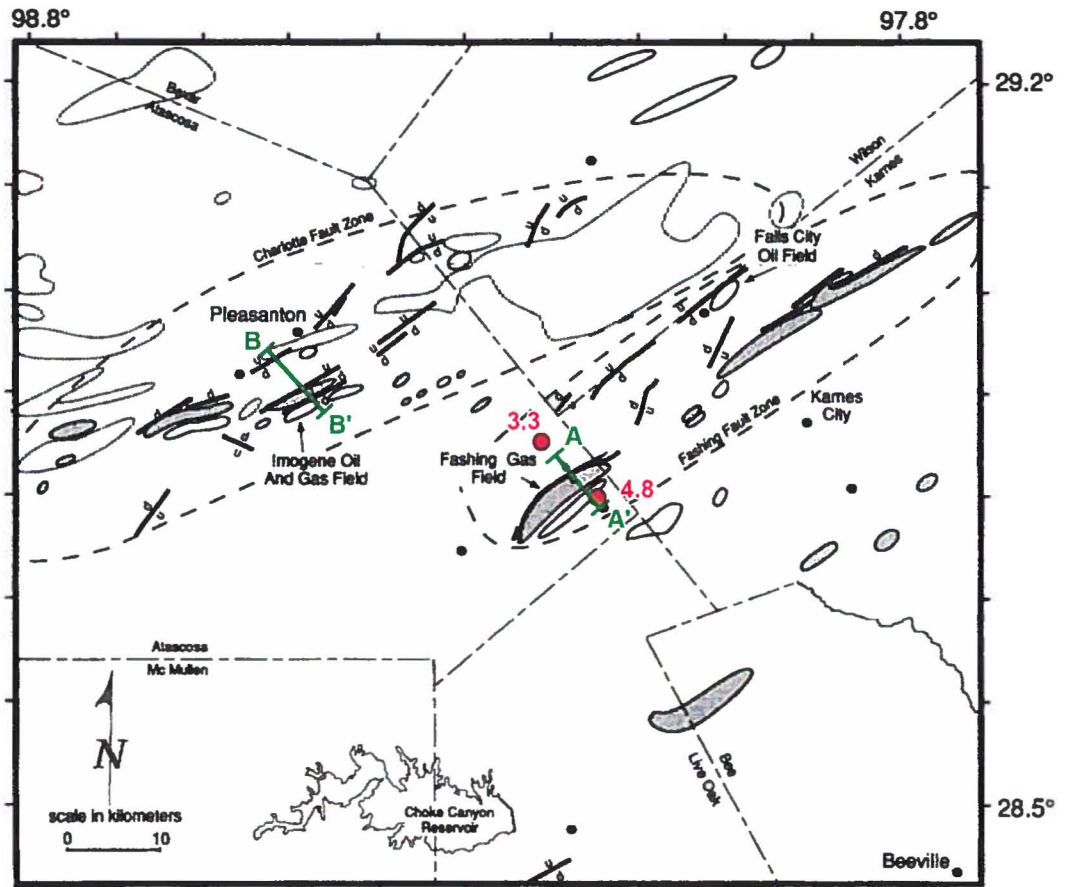 98.8°
97.8°
29.2°
Bexar
Atascosa
Wilson
Karnes
Charlotte Fault Zone
Falls City
Oil Field
Pleasanton
B
B'
Imogene Oil
And Gas Field
3.3
A
Fashing Gas
Field
4.8
A'
Fashing Fault Zone
Karnes
City
Atascosa
Mc Mullen
N
scale in kilometers
0 10
Choke Canyon
Reservoir
Bee
Live Oak
28.5°
Beeville